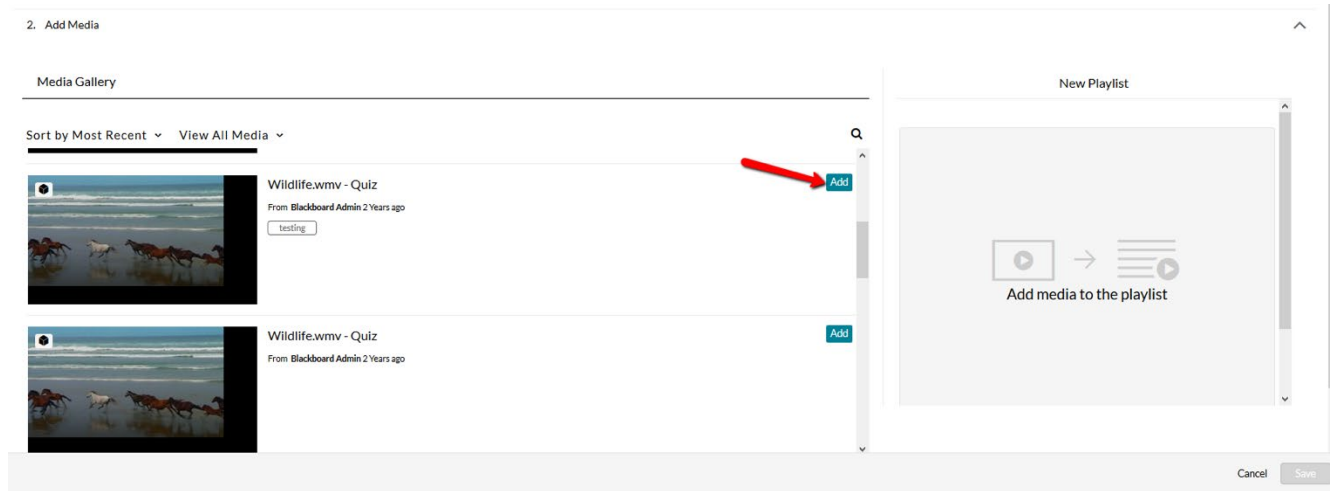 2. Add Media
Media Gallery
New Playlist
Sort by Most Recent View All Media
Wildlife.wmv - Quiz
Add
From Blackboard Admin 2 Years ago
testing
Add media to the playlist
Wildlife.wmv - Quiz
Add
From Blackboard Admin 2 Years ago
Cancel Save